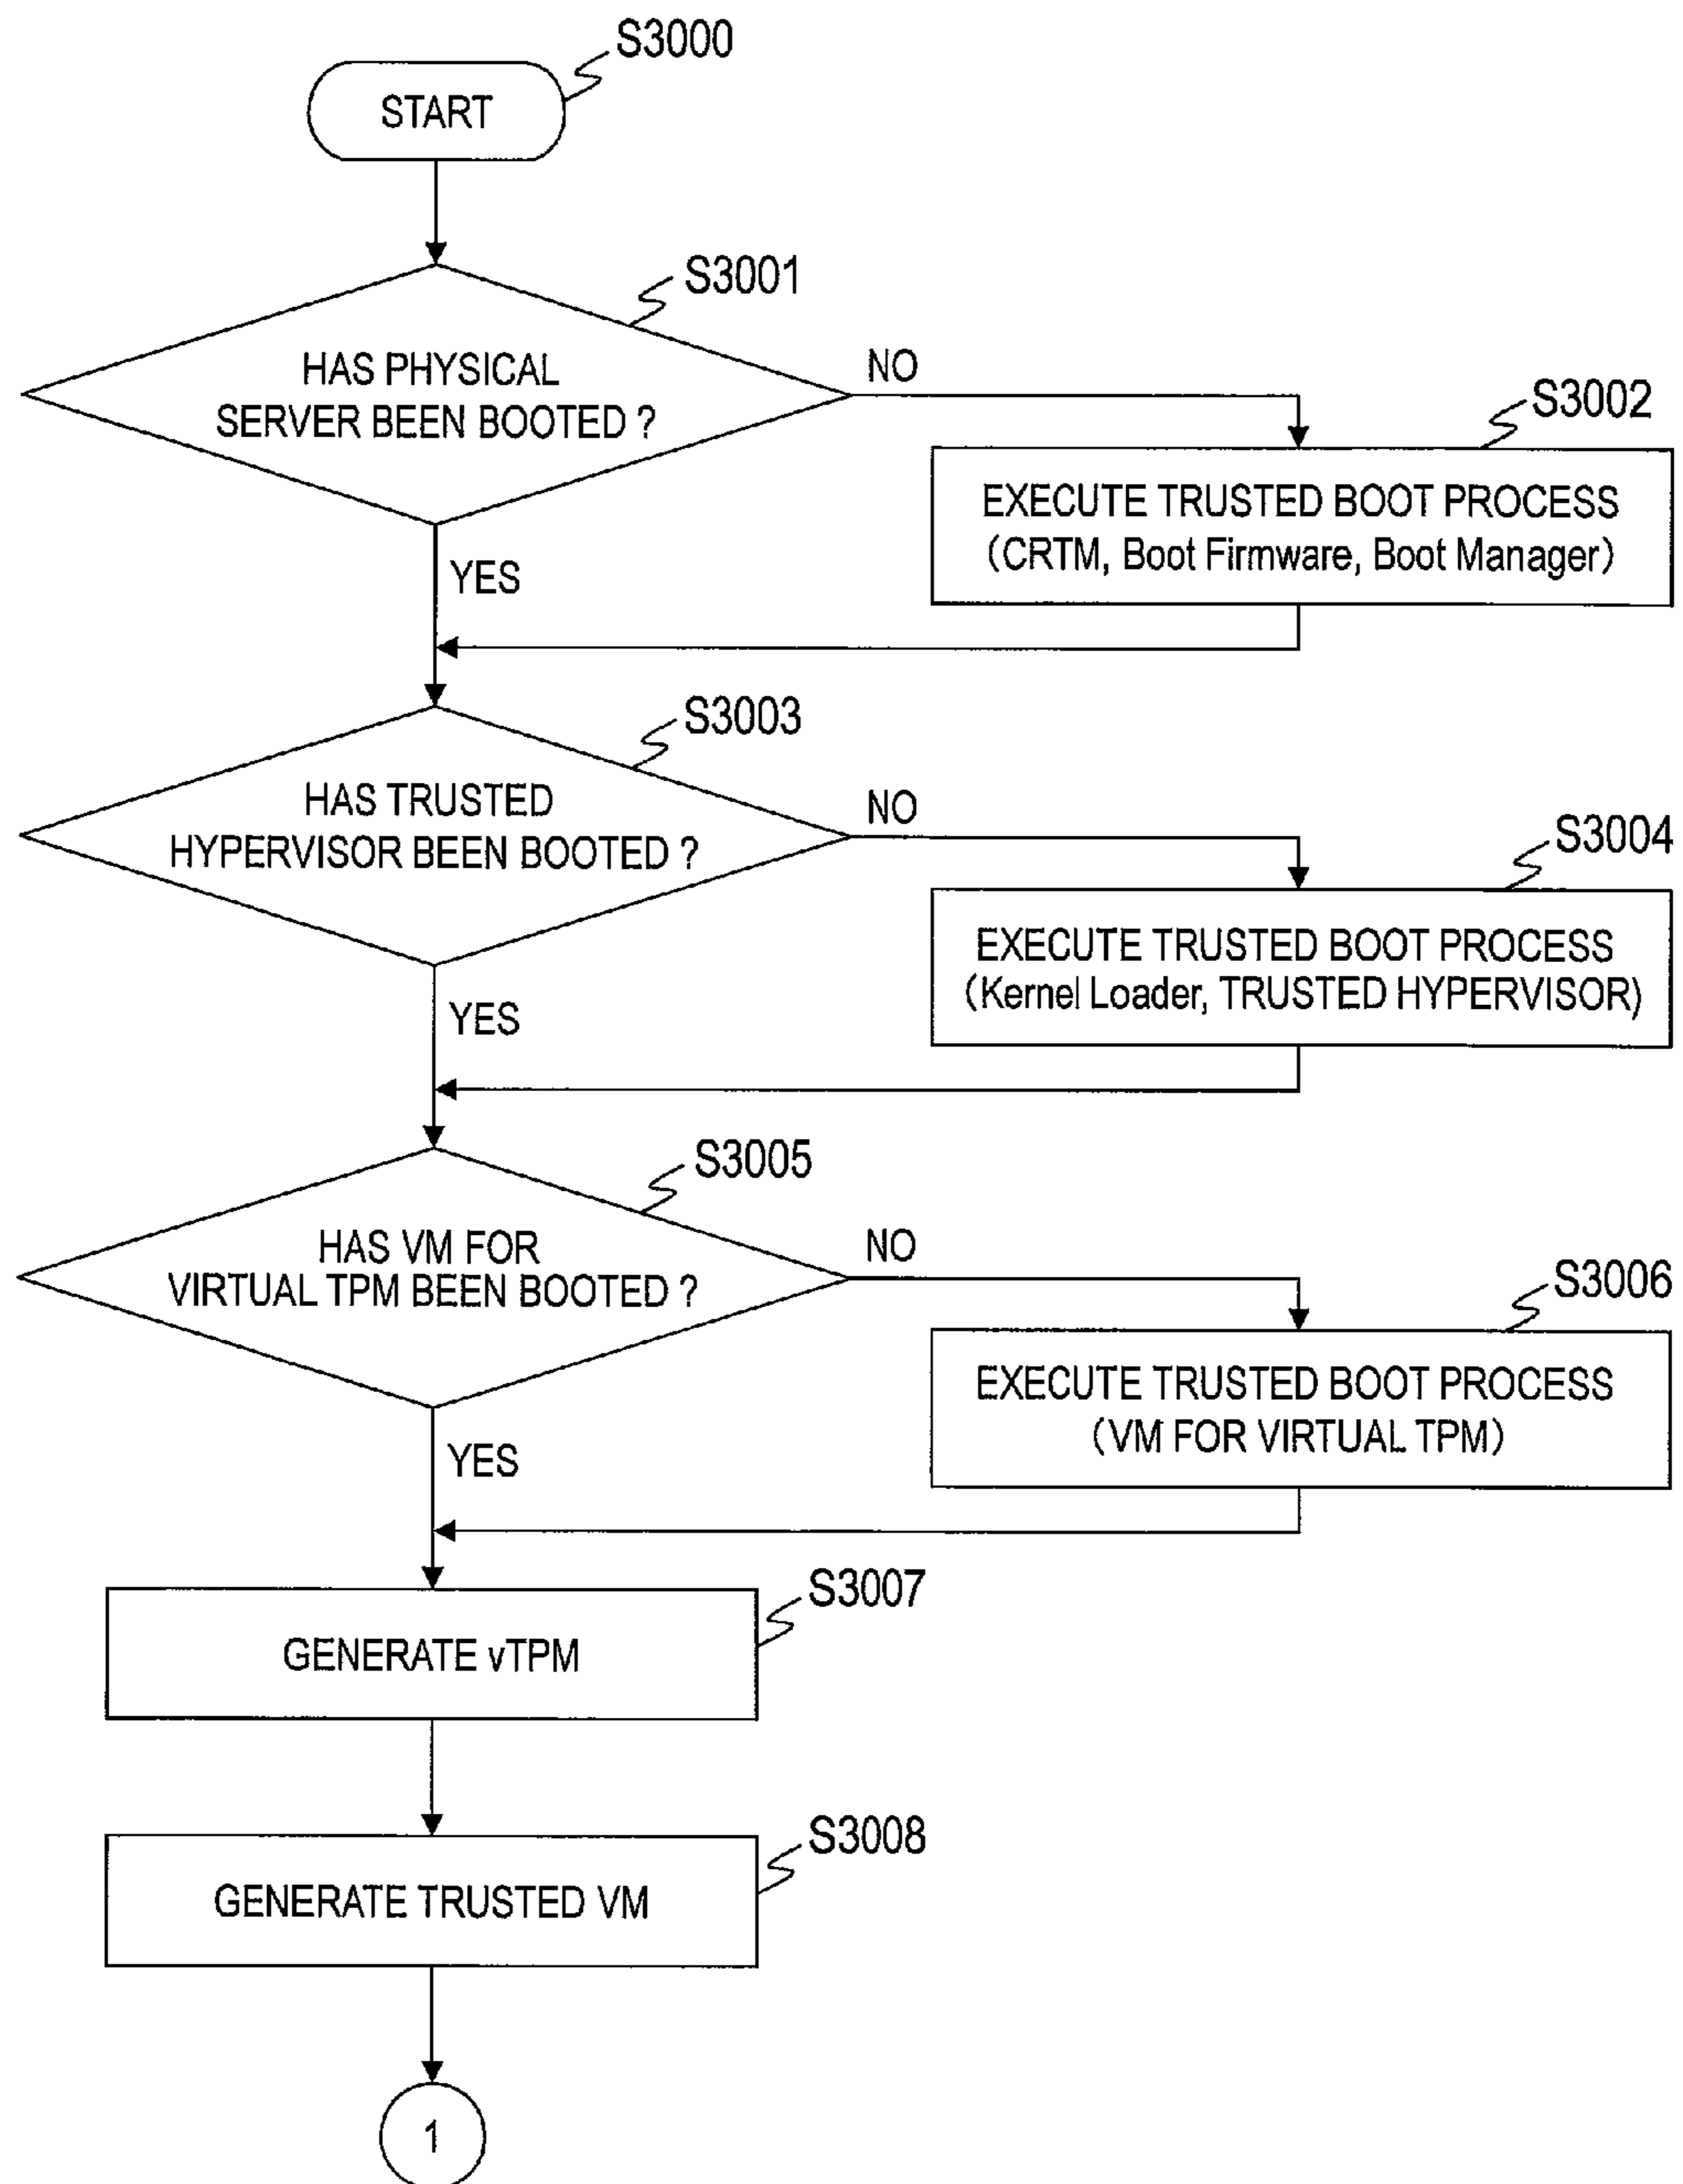 S3000
START
S3001
HAS PHYSICAL
SERVER BEEN BOOTED ?
NO
S3002
EXECUTE TRUSTED BOOT PROCESS
(CRTM, Boot Firmware, Boot Manager)
YES
S3003
HAS TRUSTED
HYPERVISOR BEEN BOOTED ?
NO
S3004
EXECUTE TRUSTED BOOT PROCESS
(Kernel Loader, TRUSTED HYPERVISOR)
YES
S3005
HAS VM FOR
VIRTUAL TPM BEEN BOOTED ?
NO
S3006
EXECUTE TRUSTED BOOT PROCESS
(VM FOR VIRTUAL TPM)
YES
S3007
GENERATE vTPM
S3008
GENERATE TRUSTED VM
1